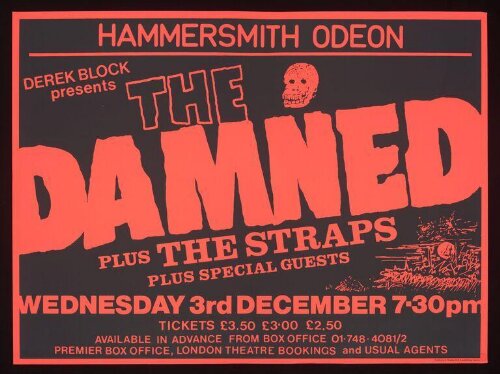 HAMMERSMITH ODEON
DEREK BLOCK
presents
THE
DAMNED
PLUS THE STRAPS
PLUS SPECIAL GUESTS
WEDNESDAY 3rd DECEMBER 7-30pm
TICKETS £3.50 £3·00 £2.50
AVAILABLE IN ADVANCE FROM BOX OFFICE 01-748-4081/2
PREMIER BOX OFFICE, LONDON THEATRE BOOKINGS and USUAL AGENTS